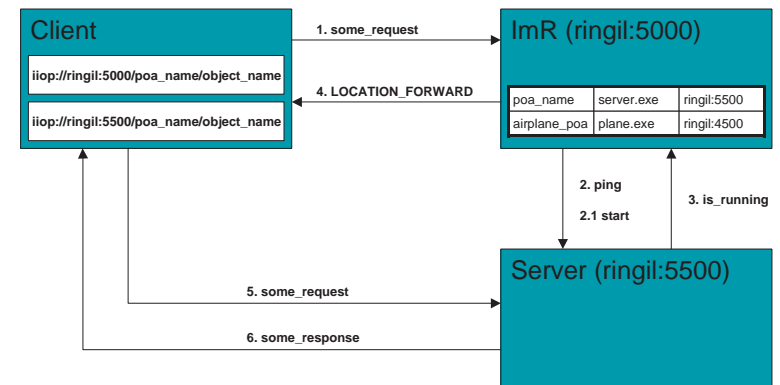 Client
iiop://ringil:5000/poa_name/object_name
iiop://ringil:5500/poa_name/object_name
1. some_request
4. LOCATION_FORWARD
ImR (ringil:5000)
poa_name server.exe ringil:5500
airplane_poa plane.exe ringil:4500
2. ping
2.1 start
3. is_running
Server (ringil:5500)
5. some_request
6. some_response